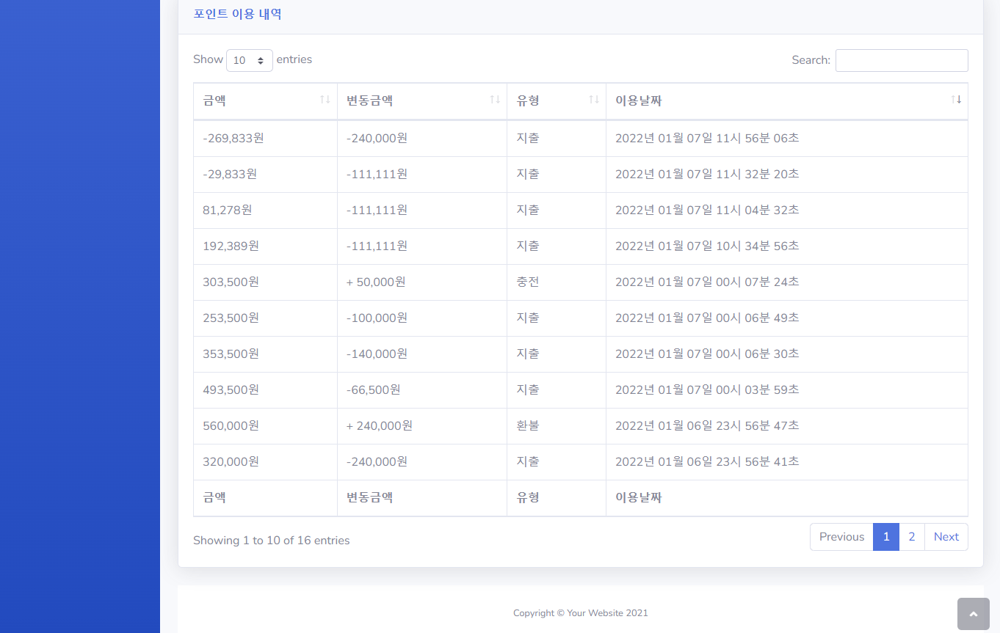 포인트 이용 내역
Show 10 entries Search:
금액 변동금액 유형 이용날짜
-269,833원 -240,000원 지출 2022년 01월 07일 11시 56분 06초
-29,833원 -111,111원 지출 2022년 01월 07일 11시 32분 20초
81,278원 -111,111원 지출 2022년 01월 07일 11시 04분 32초
192,389원 -111,111원 지출 2022년 01월 07일 10시 34분 56초
303,500원 + 50,000원 충전 2022년 01월 07일 00시 07분 24초
253,500원 -100,000원 지출 2022년 01월 07일 00시 06분 49초
353,500원 -140,000원 지출 2022년 01월 07일 00시 06분 30초
493,500원 -66,500원 지출 2022년 01월 07일 00시 03분 59초
560,000원 + 240,000원 환불 2022년 01월 06일 23시 56분 47초
320,000원 -240,000원 지출 2022년 01월 06일 23시 56분 41초
금액 변동금액 유형 이용날짜
Showing 1 to 10 of 16 entries Previous 1 2 Next
Copyright © Your Website 2021